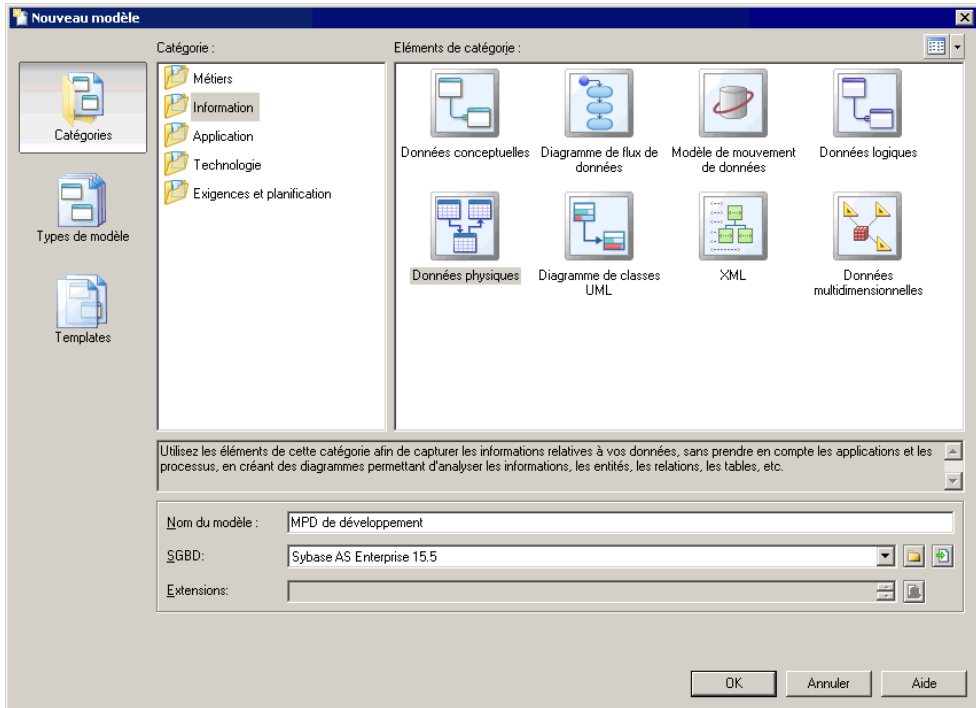 Nouveau modèle
Catégorie :
Eléments de catégorie :
Catégories
Types de modèle
Templates
Métiers
Information
Application
Technologie
Exigences et planification
Données conceptuelles
Diagramme de flux de
données
Modèle de mouvement
de données
Données logiques
Données physiques
Diagramme de classes
UML
XML
Données
multidimensionnelles
Utilisez les éléments de cette catégorie afin de capturer les informations relatives à vos données, sans prendre en compte les applications et les
processus, en créant des diagrammes permettant d'analyser les informations, les entités, les relations, les tables, etc.
Nom du modèle :
MPD de développement
SGBD:
Sybase AS Enterprise 15.5
Extensions:
OK
Annuler
Aide